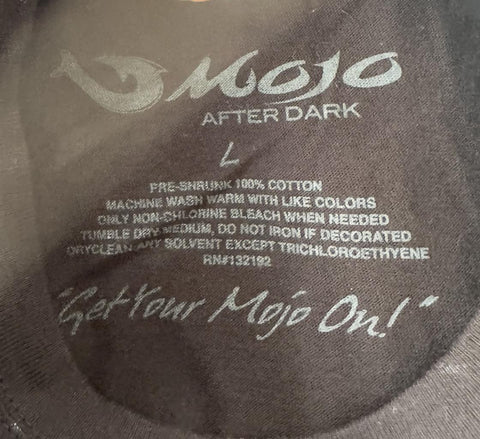 MOJO
AFTER DARK
L
PRE-SHRUNK 100% COTTON
MACHINE WASH WARM WITH LIKE COLORS
ONLY NON-CHLORINE BLEACH WHEN NEEDED
TUMBLE DRY MEDIUM, DO NOT IRON IF DECORATED
DRYCLEAN ANY SOLVENT EXCEPT TRICHLOROETHYENE
RN#132192
"Get Your Mojo On!"